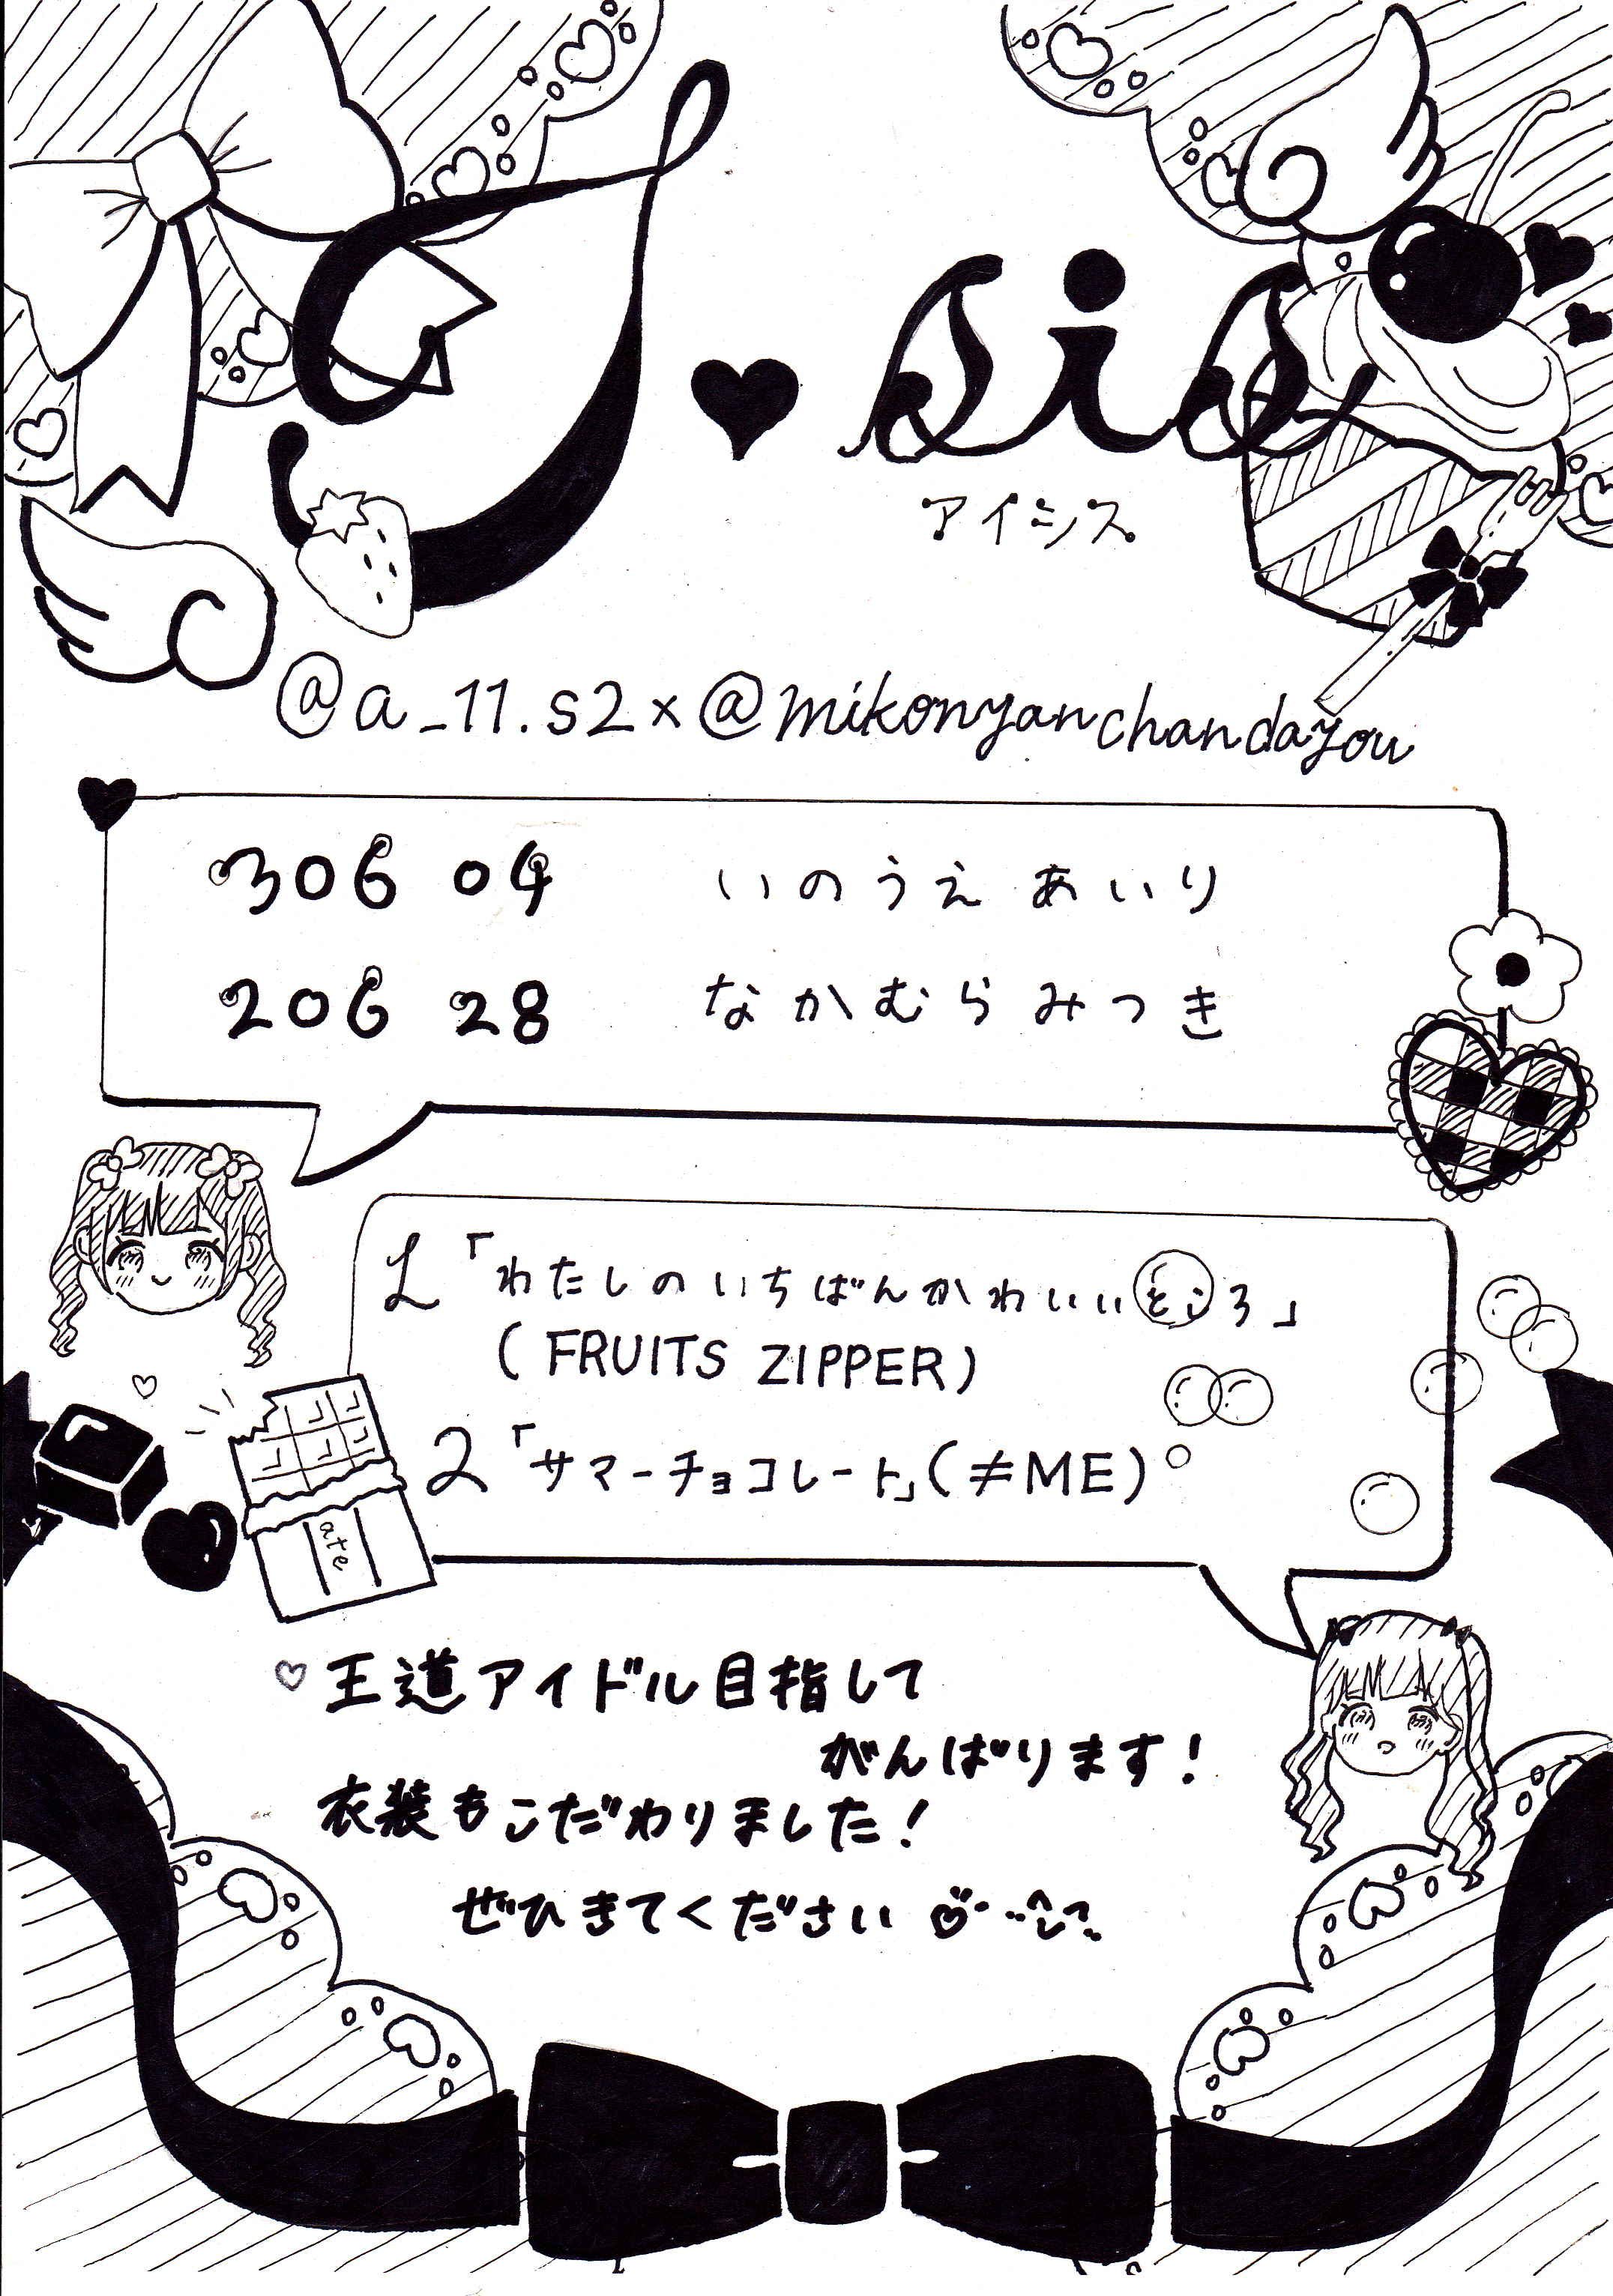 I♥sis
アイシス
@a_11.s2×@mikonyanchandayou
306 04 いのうえ あいり
206 28 なかむらみつき
1「わたしのいちばんかわいいところ」
(FRUITS ZIPPER)
2「サマーチョコレート」(≠ME)
ate
♡王道アイドル目指して
がんばります!
衣装もこだわりました!
ぜひきてください